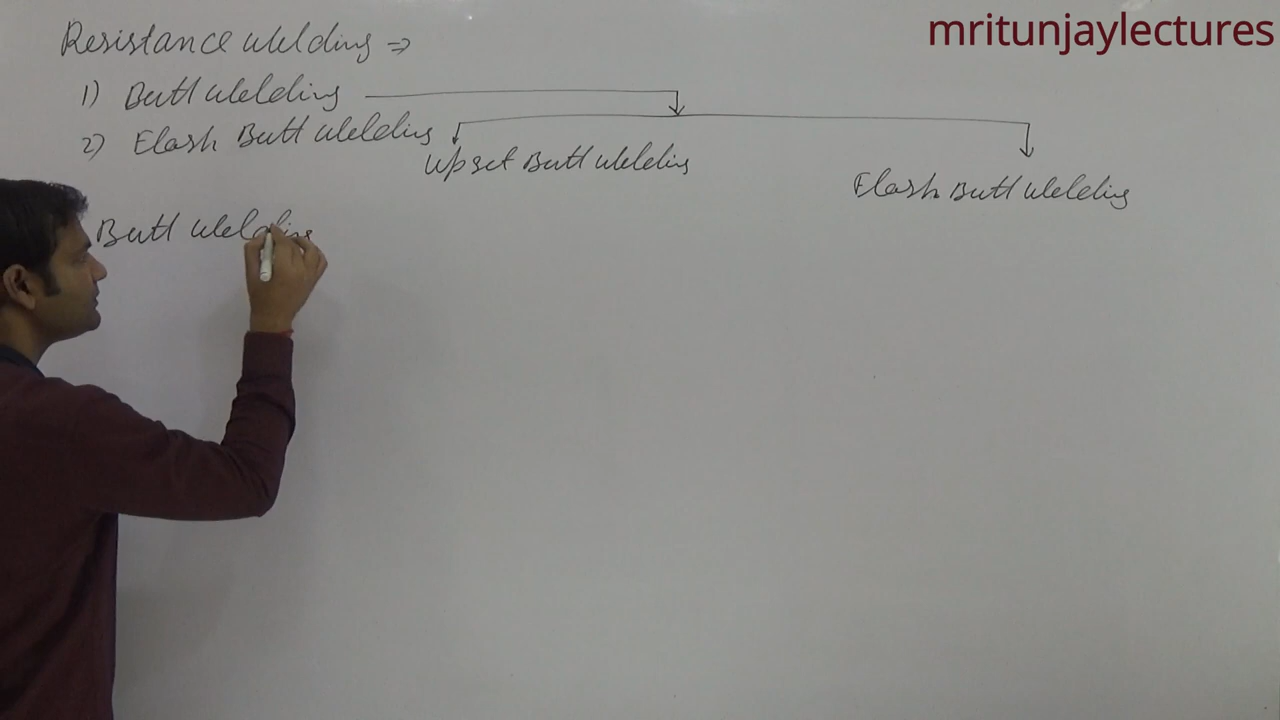 mritunjaylectures
Resistance Welding ⇒
1) Butt Welding
2) Flash Butt Welding
Upset Butt Welding
Flash Butt Welding
Butt Welding